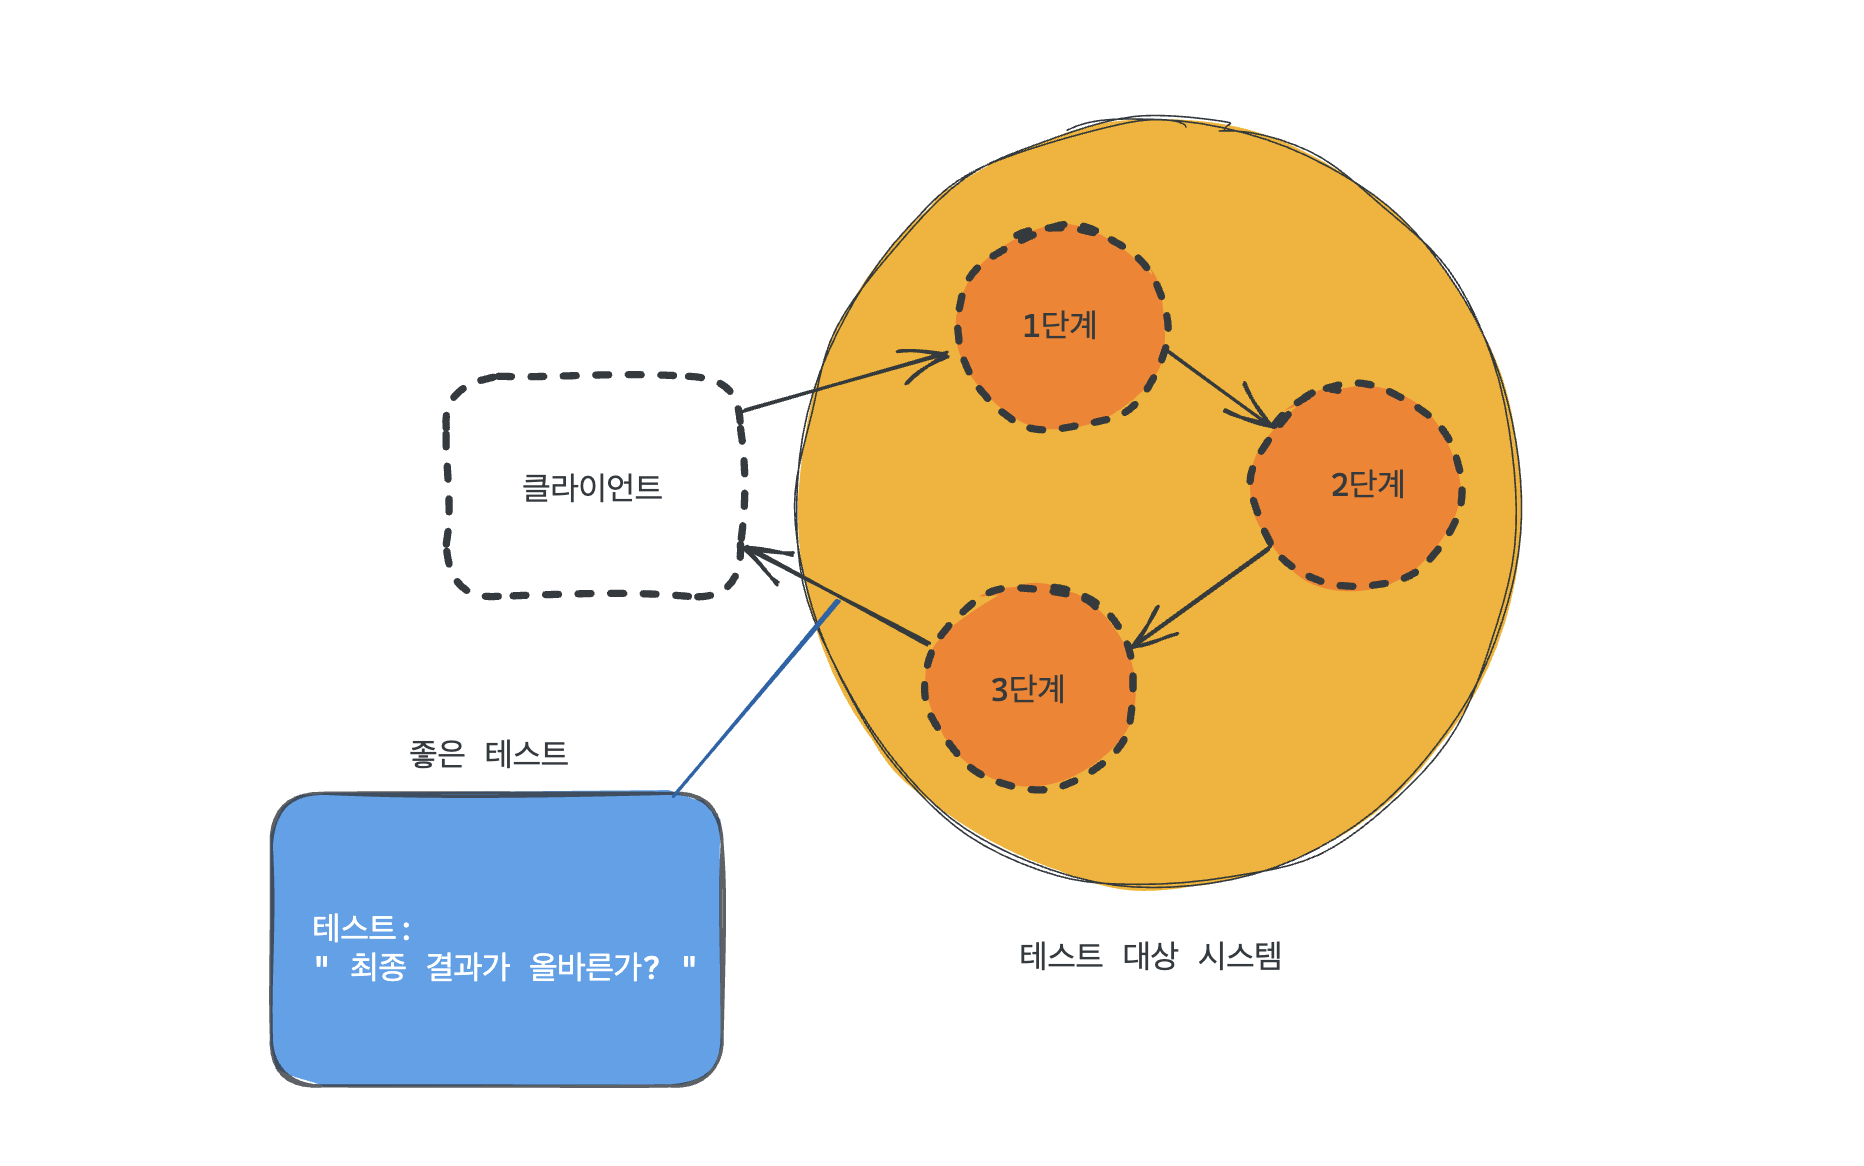 1단계
2단계
클라이언트
3단계
좋은 테스트
테스트:
" 최종 결과가 올바른가? "
테스트 대상 시스템